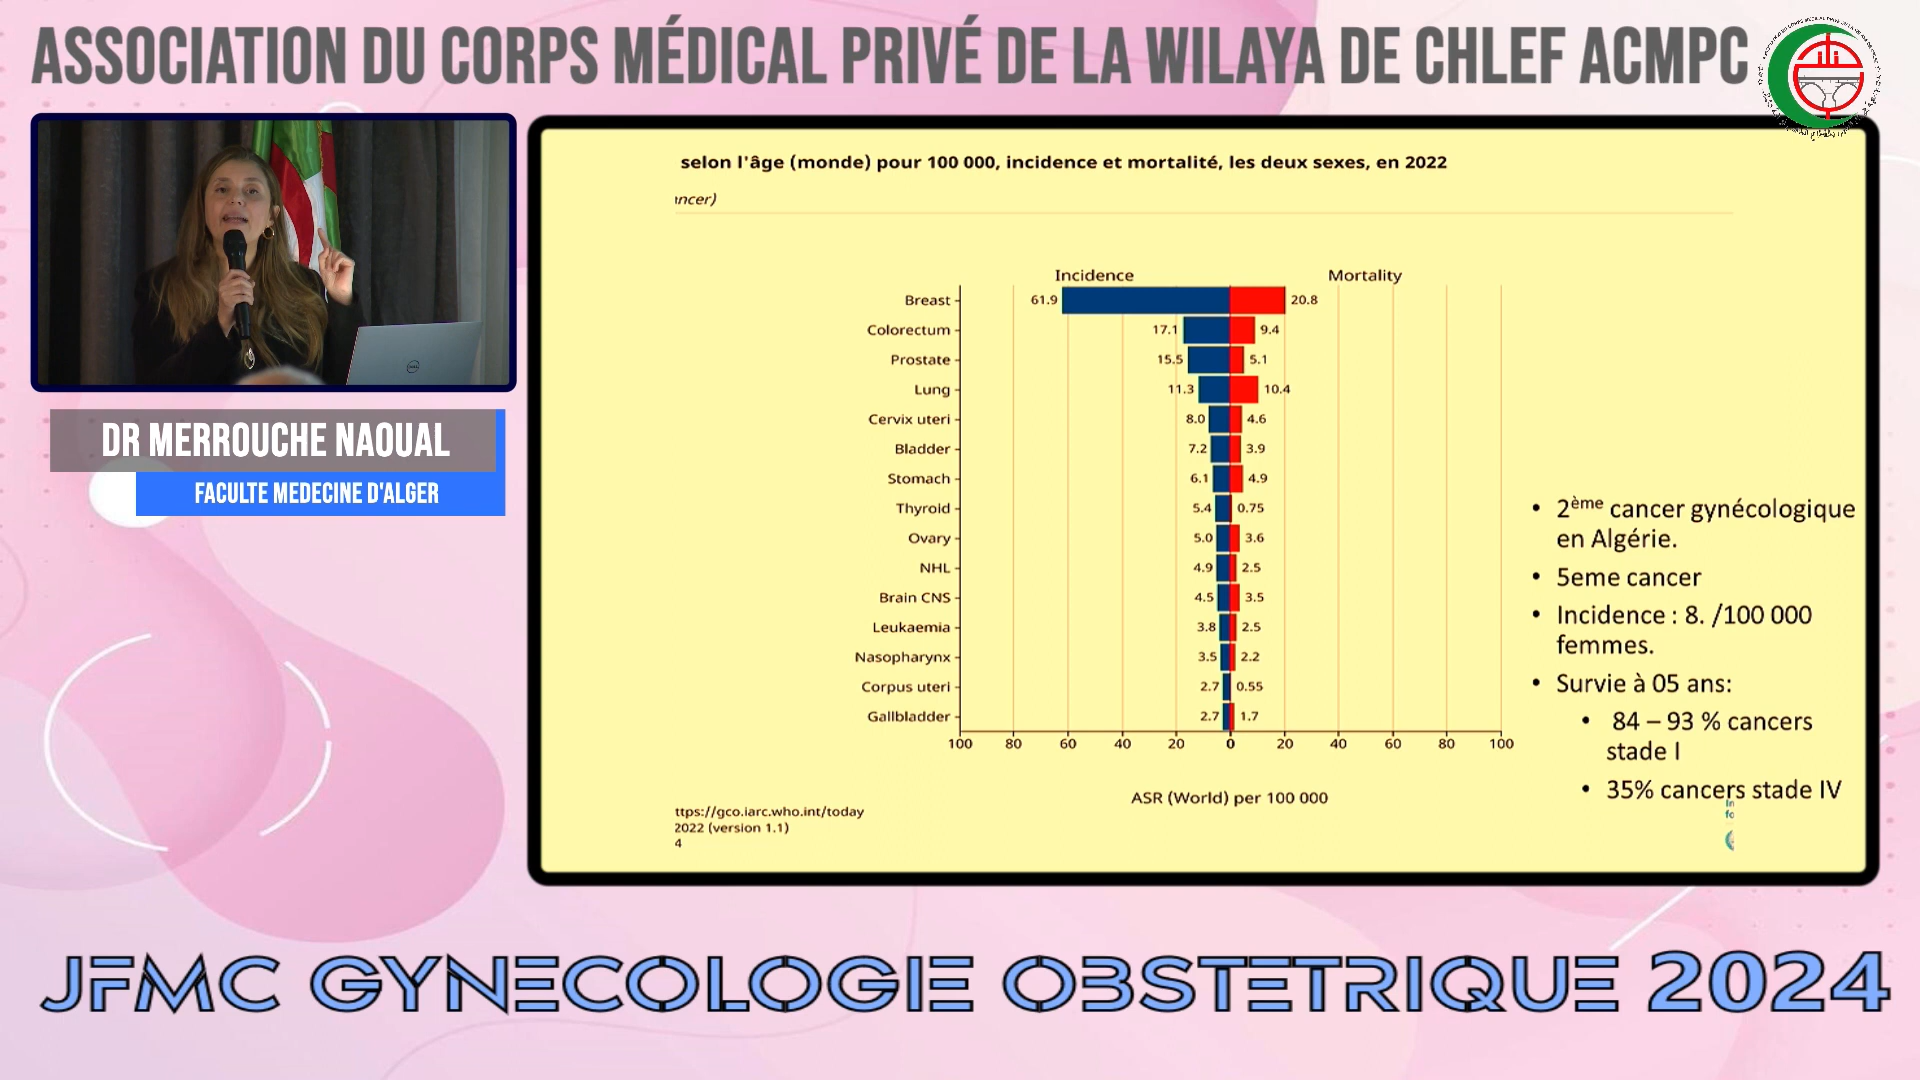 ASSOCIATION DU CORPS MÉDICAL PRIVÉ DE LA WILAYA DE CHLEF ACMPC
DR MERROUCHE NAOUAL
FACULTE MEDECINE D'ALGER
selon l'âge (monde) pour 100 000, incidence et mortalité, les deux sexes, en 2022
ancer)
Incidence Mortality
Breast 61.9 20.8
Colorectum 17.1 9.4
Prostate 15.5 5.1
Lung 11.3 10.4
Cervix uteri 8.0 4.6
Bladder 7.2 3.9
Stomach 6.1 4.9
Thyroid 5.4 0.75
Ovary 5.0 3.6
NHL 4.9 2.5
Brain CNS 4.5 3.5
Leukaemia 3.8 2.5
Nasopharynx 3.5 2.2
Corpus uteri 2.7 0.55
Gallbladder 2.7 1.7
100 80 60 40 20 0 20 40 60 80 100
ASR (World) per 100 000
ttps://gco.iarc.who.int/today
2022 (version 1.1)
4
• 2ème cancer gynécologique
en Algérie.
• 5eme cancer
• Incidence : 8. /100 000
femmes.
• Survie à 05 ans:
• 84 – 93 % cancers
stade I
• 35% cancers stade IV
In
fo
JFMC GYNECOLOGIE OBSTETRIQUE 2024